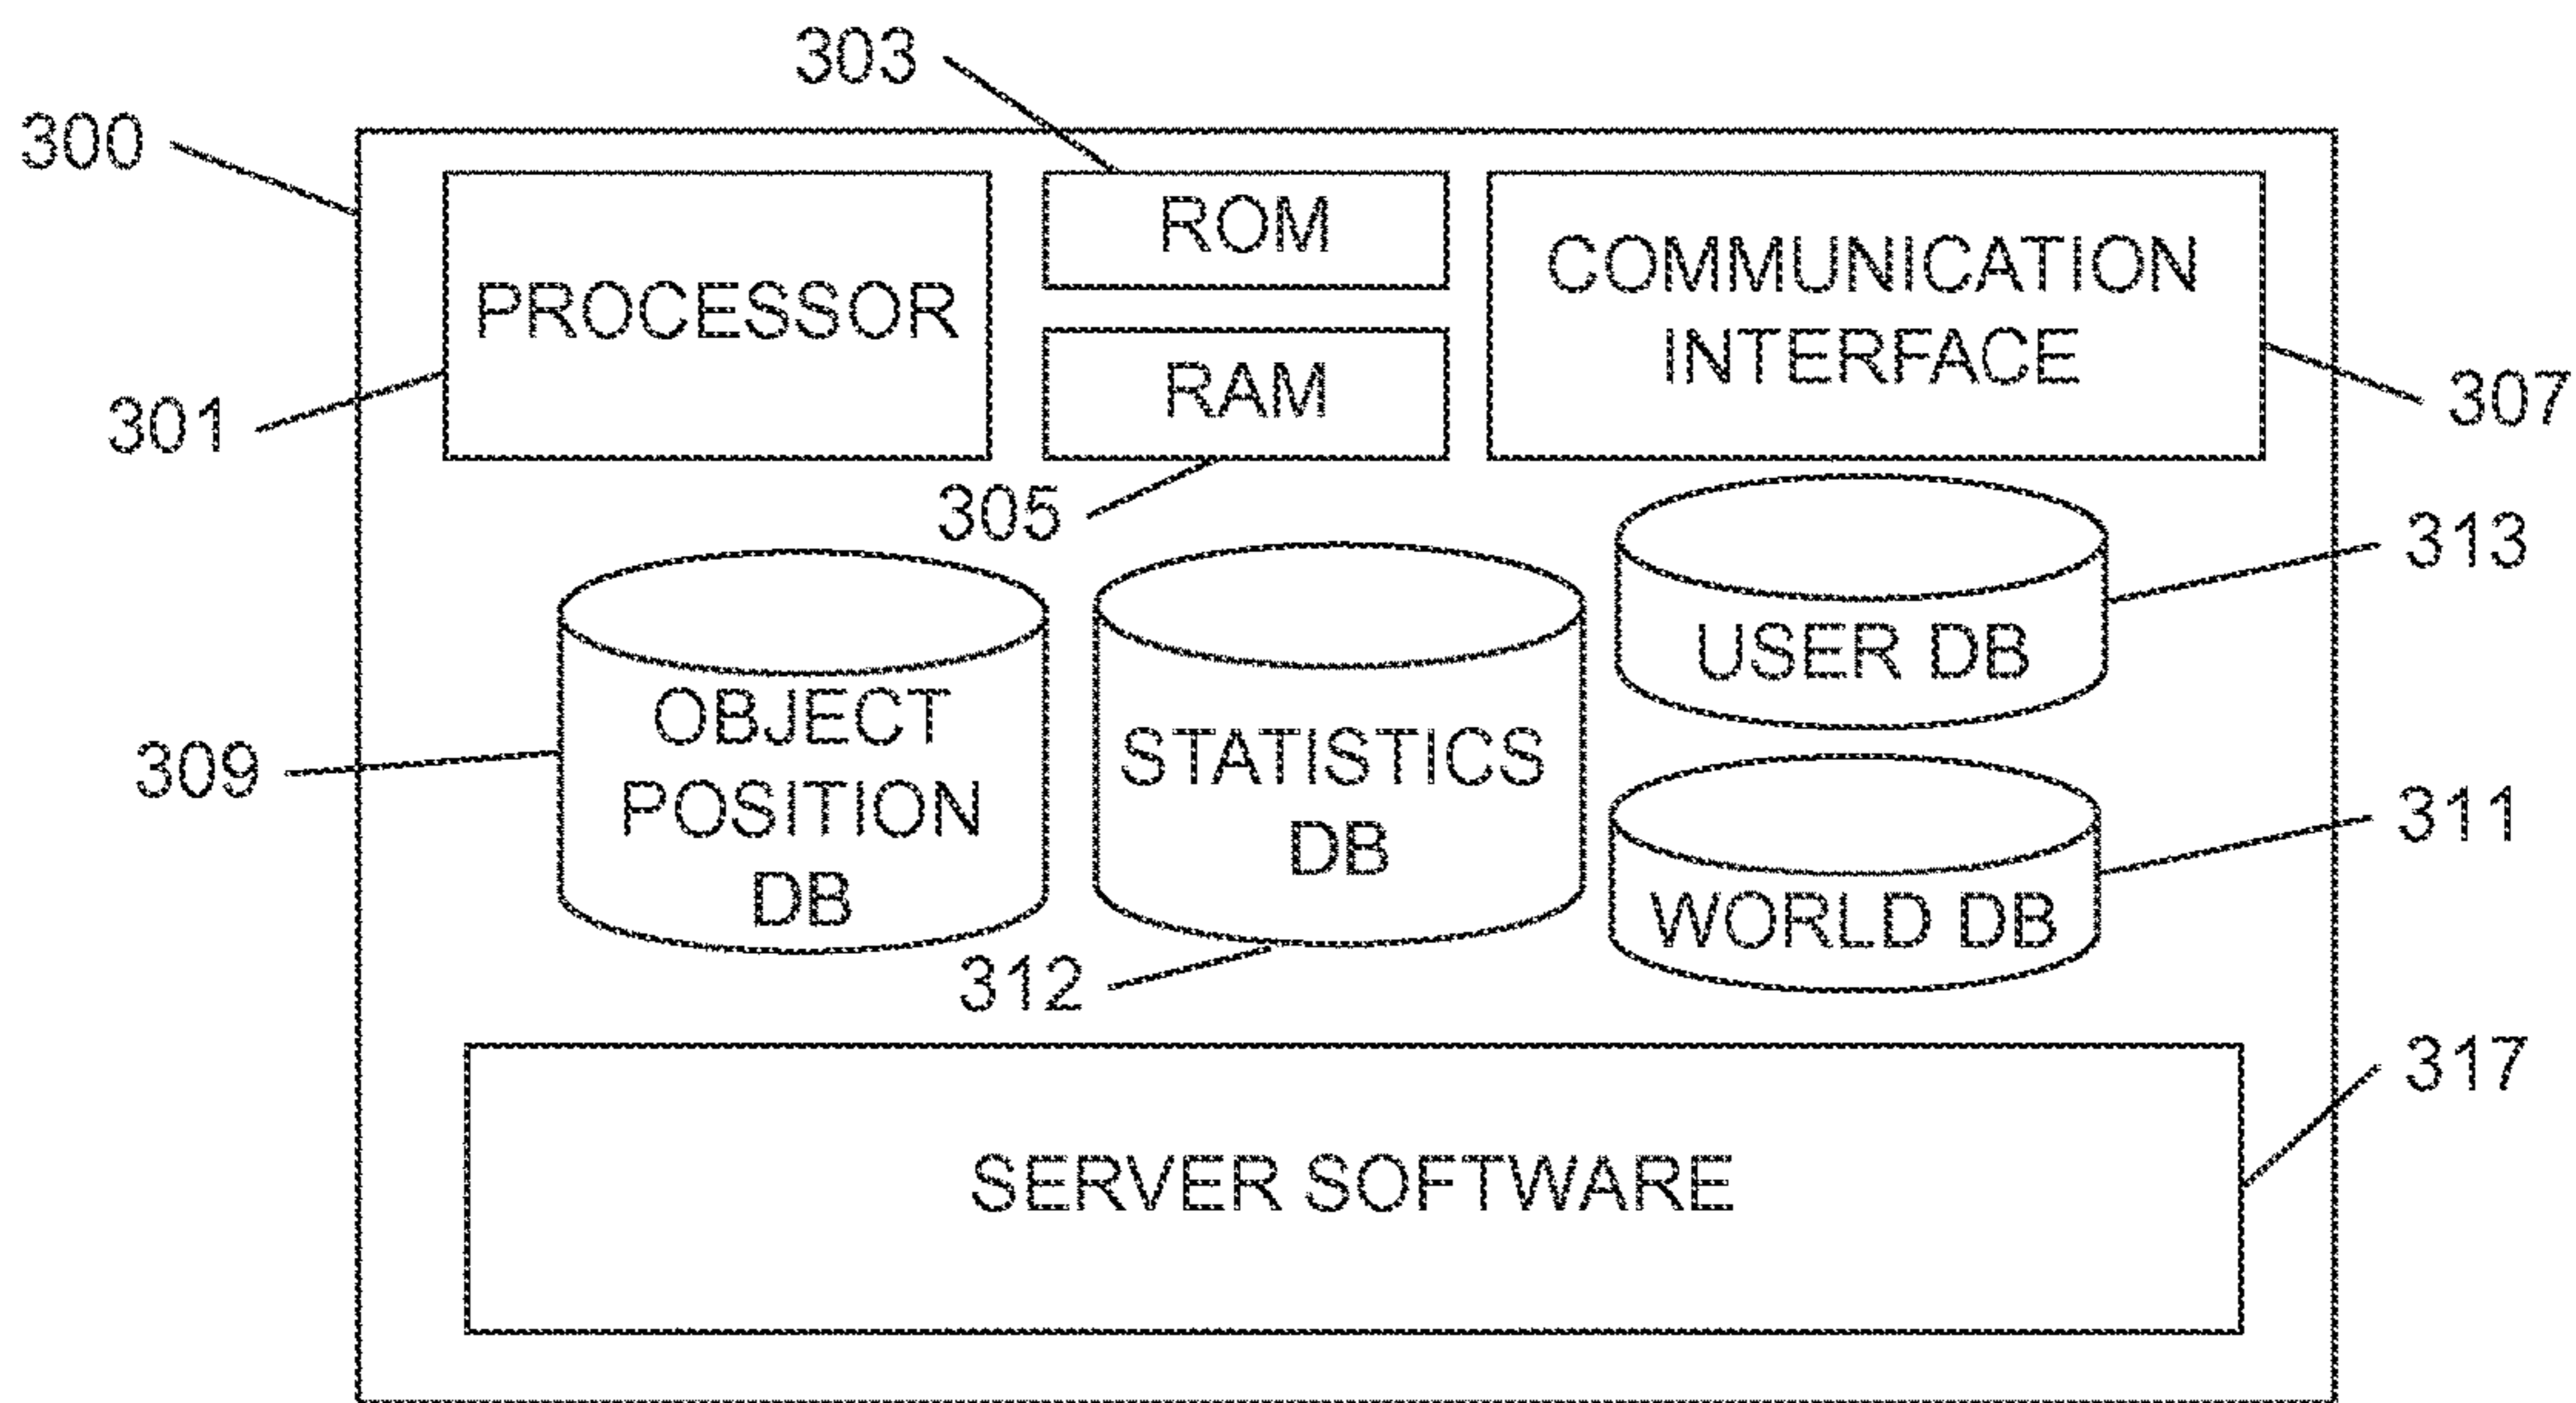 303
300
PROCESSOR
ROM
COMMUNICATION
INTERFACE
RAM
301
307
305
313
USER DB
OBJECT
POSITION
DB
STATISTICS
DB
309
311
WORLD DB
312
317
SERVER SOFTWARE